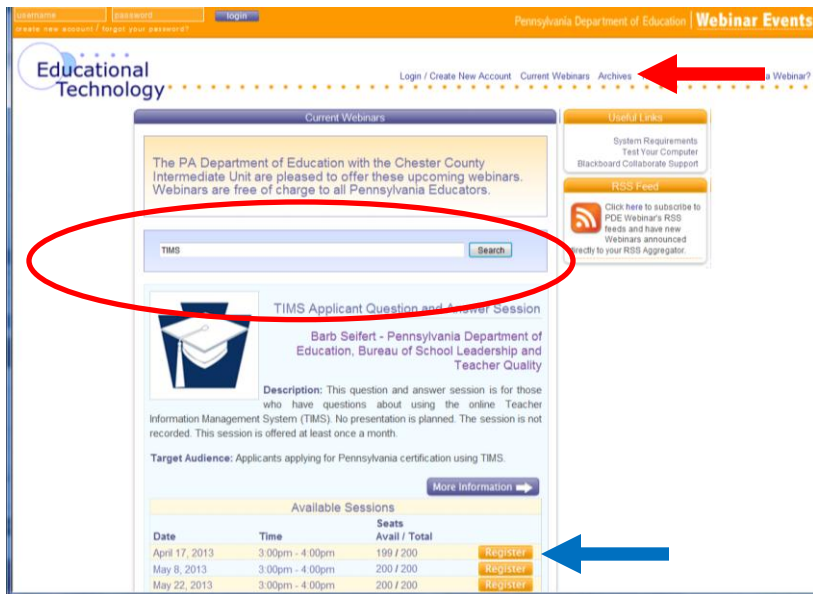 username password login
Pennsylvania Department of Education | Webinar Events
create new account / forgot your password?
Educational
Technology
Login / Create New Account Current Webinars Archives a Webinar?
Current Webinars
The PA Department of Education with the Chester County
Intermediate Unit are pleased to offer these upcoming webinars.
Webinars are free of charge to all Pennsylvania Educators.
TIMS Search
TIMS Applicant Question and Answer Session
Barb Seifert - Pennsylvania Department of
Education, Bureau of School Leadership and
Teacher Quality
Description: This question and answer session is for those
who have questions about using the online Teacher
Information Management System (TIMS). No presentation is planned. The session is not
recorded. This session is offered at least once a month.
Target Audience: Applicants applying for Pennsylvania certification using TIMS.
More Information
Available Sessions
Date Time Seats Avail / Total
April 17, 2013 3:00pm - 4:00pm 199 / 200 Register
May 8, 2013 3:00pm - 4:00pm 200 / 200 Register
May 22, 2013 3:00pm - 4:00pm 200 / 200 Register
Useful Links
System Requirements
Test Your Computer
Blackboard Collaborate Support
RSS Feed
Click here to subscribe to
PDE Webinar's RSS
feeds and have new
Webinars announced
directly to your RSS Aggregator.